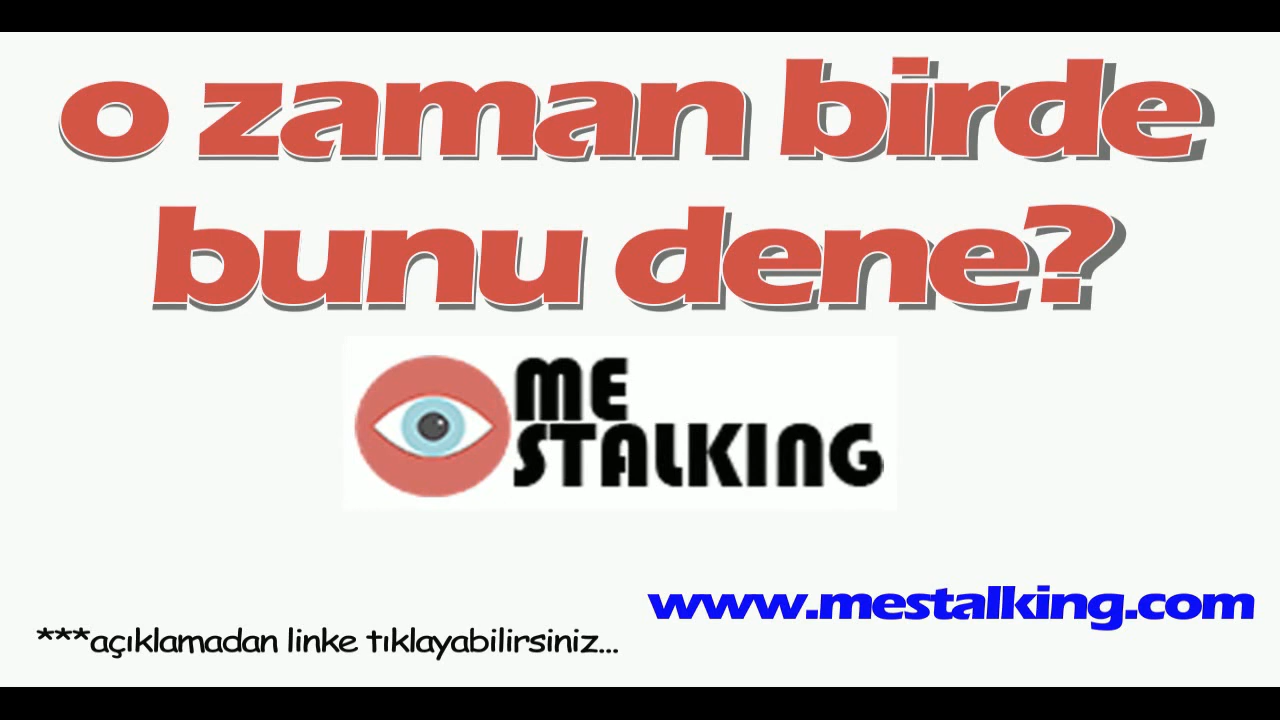 o zaman birde
bunu dene?
ME
STALKING
www.mestalking.com
***açıklamadan linke tıklayabilirsiniz...